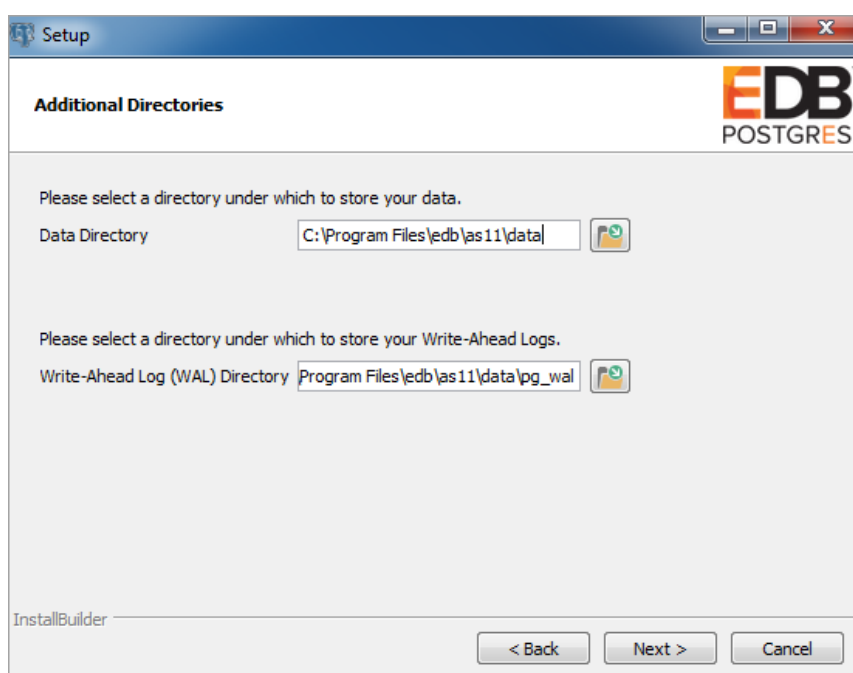 Setup
Additional Directories
EDB
POSTGRES
Please select a directory under which to store your data.
Data Directory C:\Program Files\edb\as11\data
Please select a directory under which to store your Write-Ahead Logs.
Write-Ahead Log (WAL) Directory Program Files\edb\as11\data\pg_wal
InstallBuilder
< Back Next > Cancel